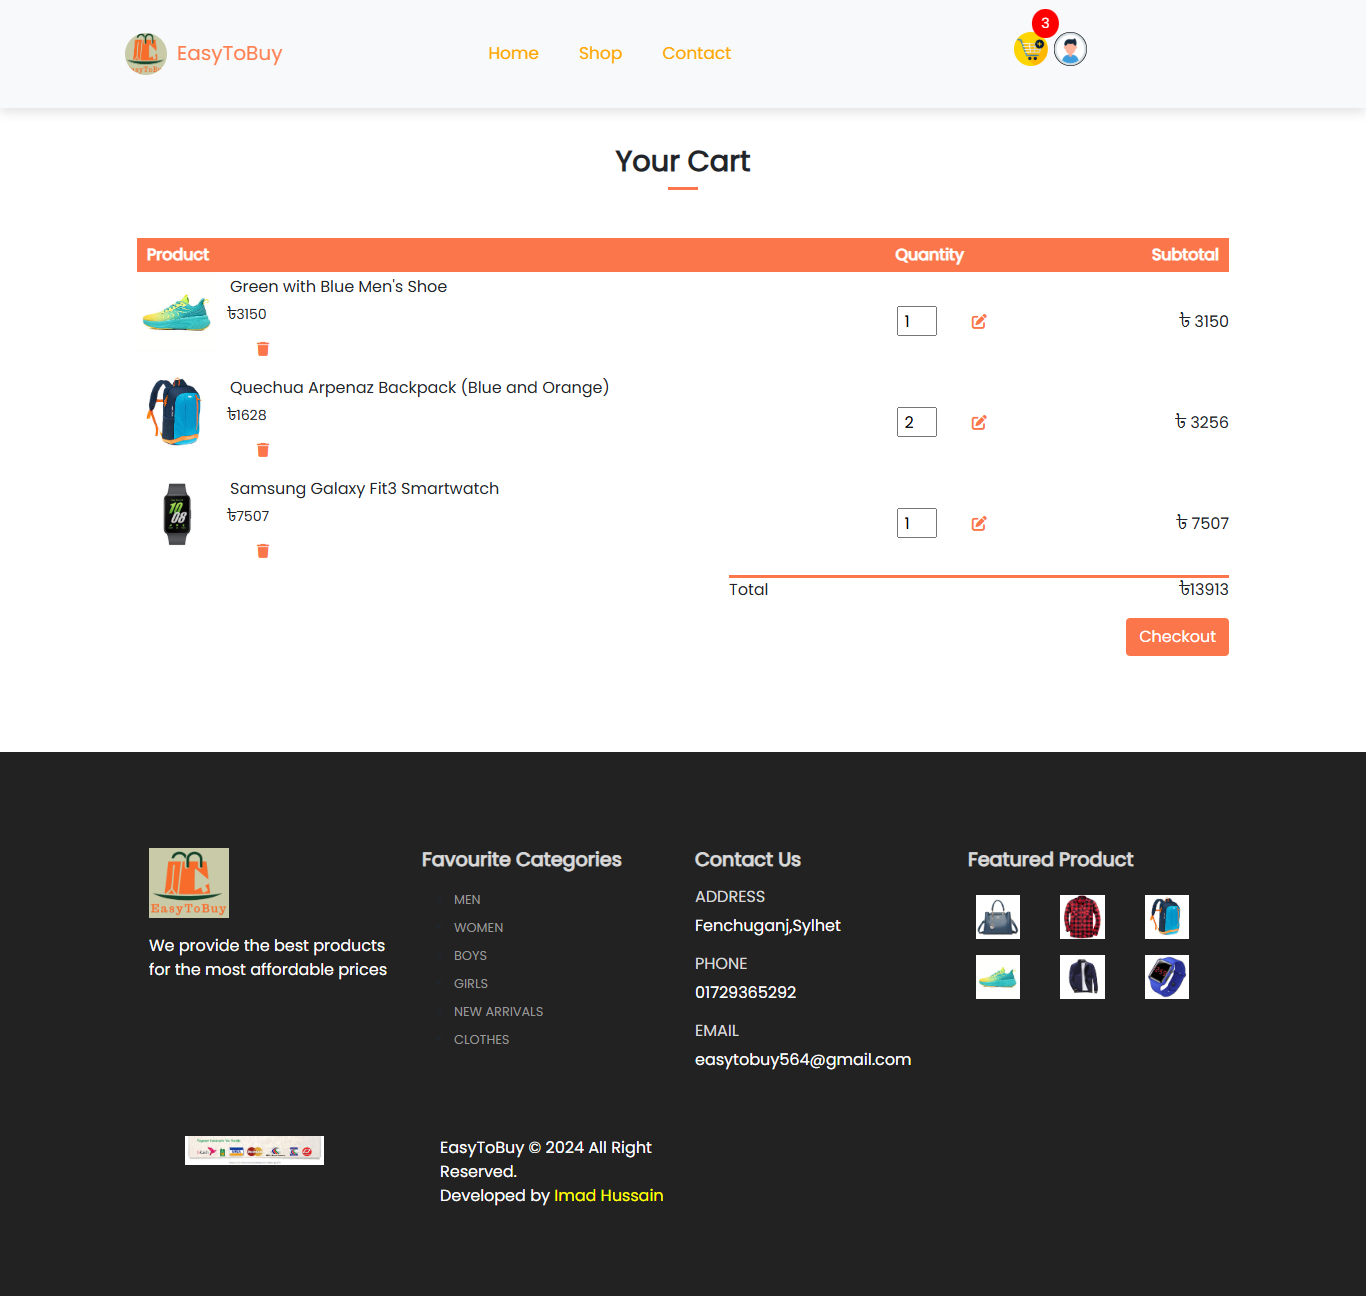 EasyToBuy
Home
Shop
Contact
3
Your Cart
Product
Quantity
Subtotal
Green with Blue Men's Shoe
৳3150
1
৳ 3150
Quechua Arpenaz Backpack (Blue and Orange)
৳1628
2
৳ 3256
Samsung Galaxy Fit3 Smartwatch
৳7507
1
৳ 7507
Total
৳13913
Checkout
EasyToBuy
We provide the best products
for the most affordable prices
Favourite Categories
MEN
WOMEN
BOYS
GIRLS
NEW ARRIVALS
CLOTHES
Contact Us
ADDRESS
Fenchuganj,Sylhet
PHONE
01729365292
EMAIL
easytobuy564@gmail.com
Featured Product
VISA
EasyToBuy © 2024 All Right
Reserved.
Developed by Imad Hussain